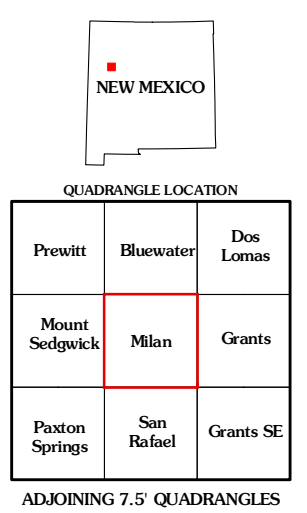 NEW MEXICO
QUADRANGLE LOCATION
Prewitt
Bluewater
Dos
Lomas
Mount
Sedgwick
Milan
Grants
Paxton
Springs
San
Rafael
Grants SE
ADJOINING 7.5' QUADRANGLES